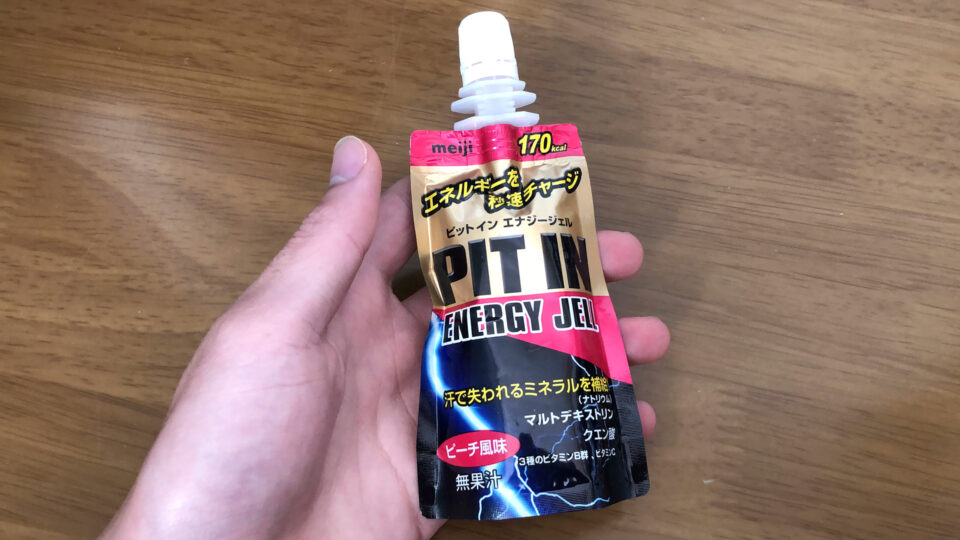 meiji
170kcal
エネルギーを
極速チャージ
ピットイン エナジージェル
PIT IN
ENERGY JELL
汗で失われるミネラルを補給
(ナトリウム)
マルトデキストリン
クエン酸
3種のビタミンB群、ビタミンC
ピーチ風味
無果汁